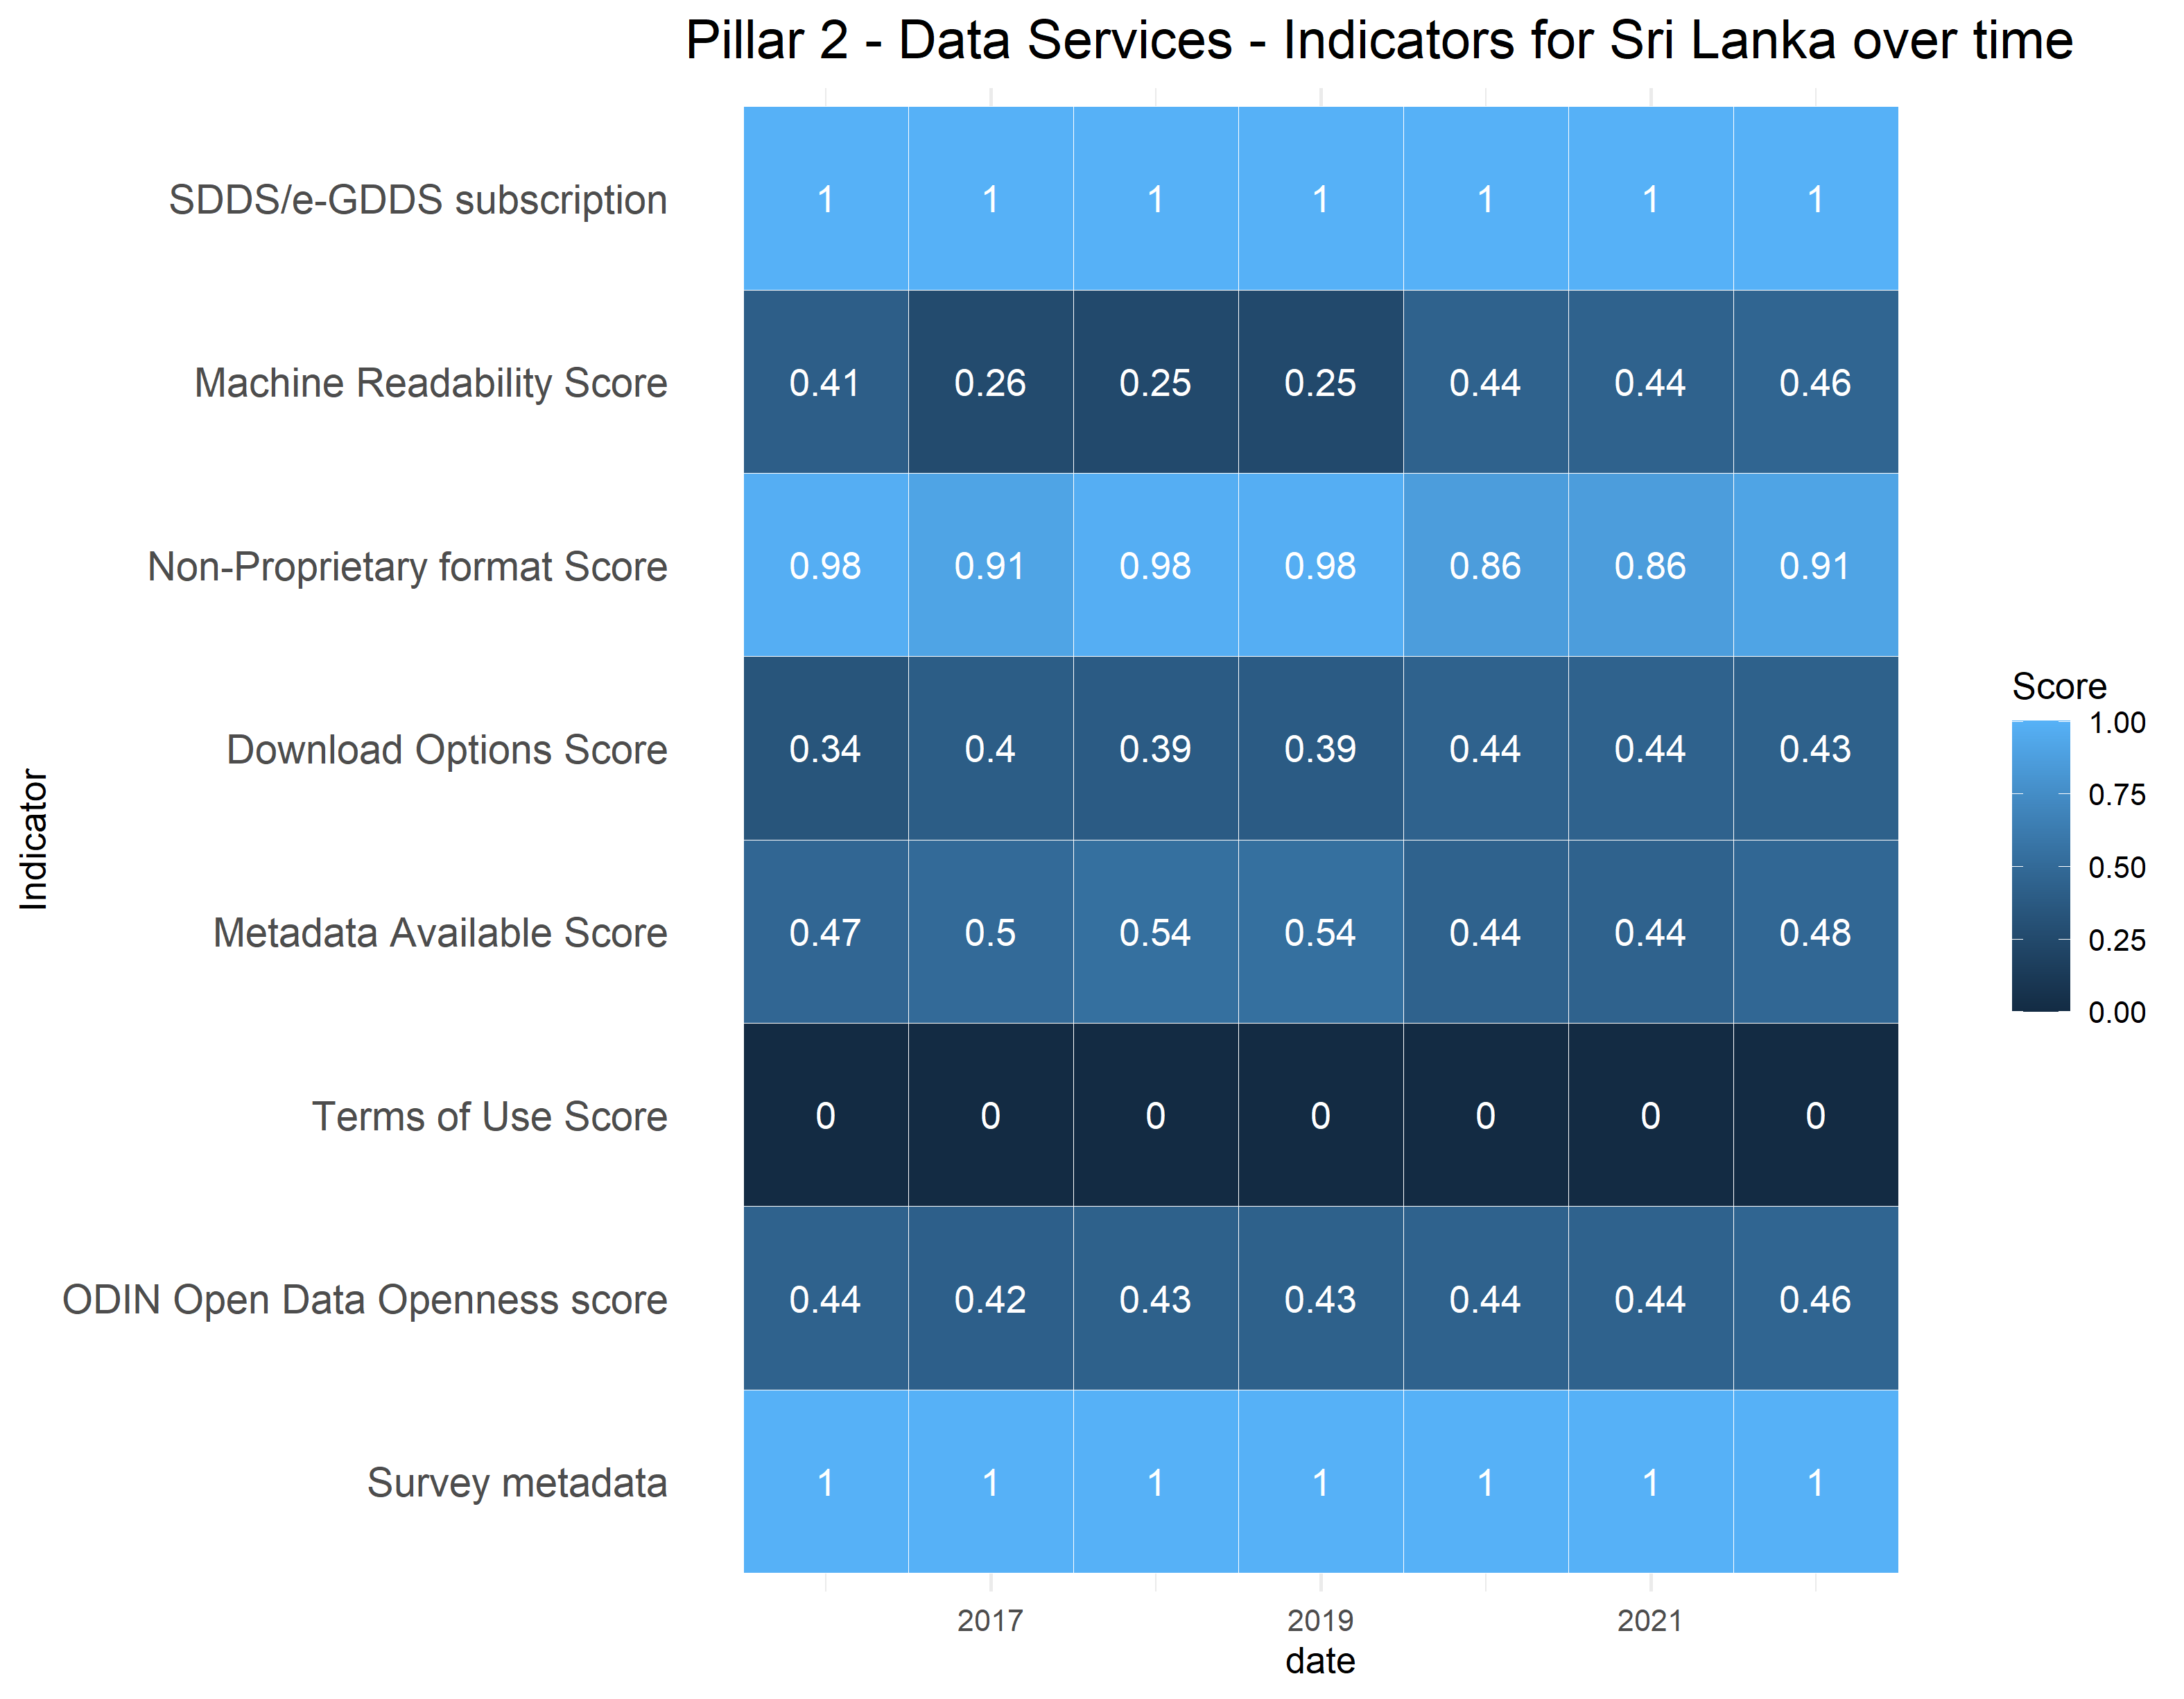 Pillar 2 - Data Services - Indicators for Sri Lanka over time
SDDS/e-GDDS subscription 1 1 1 1 1 1 1
Machine Readability Score 0.41 0.26 0.25 0.25 0.44 0.44 0.46
Non-Proprietary format Score 0.98 0.91 0.98 0.98 0.86 0.86 0.91
Download Options Score 0.34 0.4 0.39 0.39 0.44 0.44 0.43
Metadata Available Score 0.47 0.5 0.54 0.54 0.44 0.44 0.48
Terms of Use Score 0 0 0 0 0 0 0
ODIN Open Data Openness score 0.44 0.42 0.43 0.43 0.44 0.44 0.46
Survey metadata 1 1 1 1 1 1 1
Indicator
2017 2019 2021
date
Score
1.00
0.75
0.50
0.25
0.00